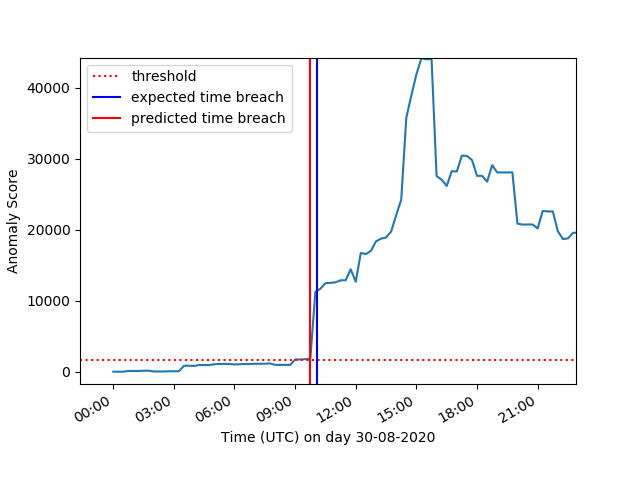 threshold
expected time breach
predicted time breach
40000
30000
20000
10000
0
Anomaly Score
00:00 03:00 06:00 09:00 12:00 15:00 18:00 21:00
Time (UTC) on day 30-08-2020